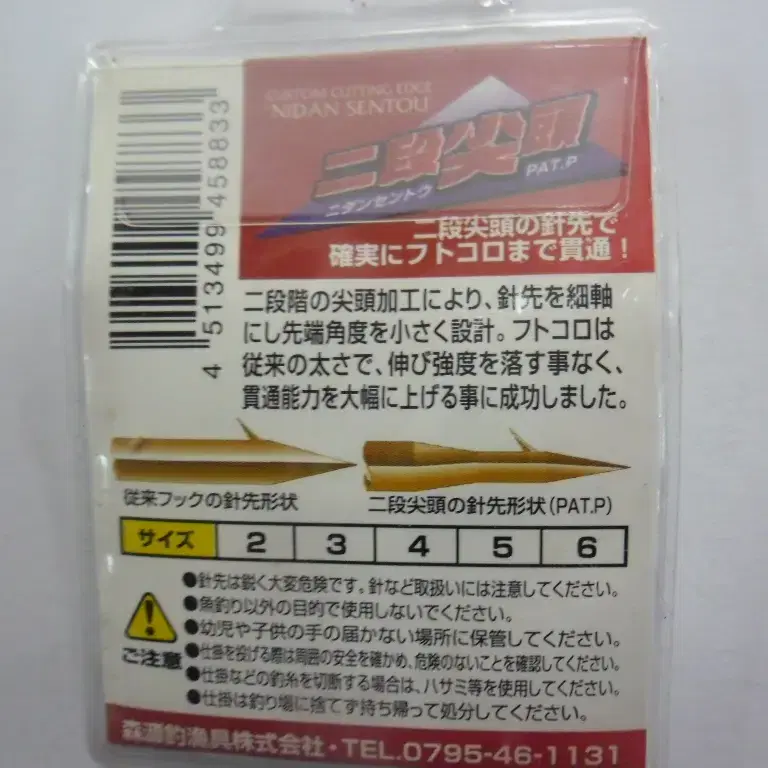 CUSTOM CUTTING EDGE
NIDAN SENTOU
二段尖頭
PAT.P
ニダンセントウ
二段尖頭の針先で
確実にフトコロまで貫通！
4 513499 458833
二段階の尖頭加工により、針先を細軸
にし先端角度を小さく設計。フトコロは
従来の太さで、伸び強度を落す事なく、
貫通能力を大幅に上げる事に成功しました。
従来フックの針先形状
二段尖頭の針先形状(PAT.P)
サイズ 2 3 4 5 6
●針先は鋭く大変危険です。針など取扱いには注意してください。
●魚釣り以外の目的で使用しないでください。
●幼児や子供の手の届かない場所に保管してください。
●仕掛を投げる際は周囲の安全を確かめ、危険のないことを確認してください。
●仕掛などの釣糸を切断する場合は、ハサミ等を使用してください。
●仕掛は釣り場に捨てず持ち帰って処分してください。
ご注意
釣漁具株式会社・TEL.0795-46-1131